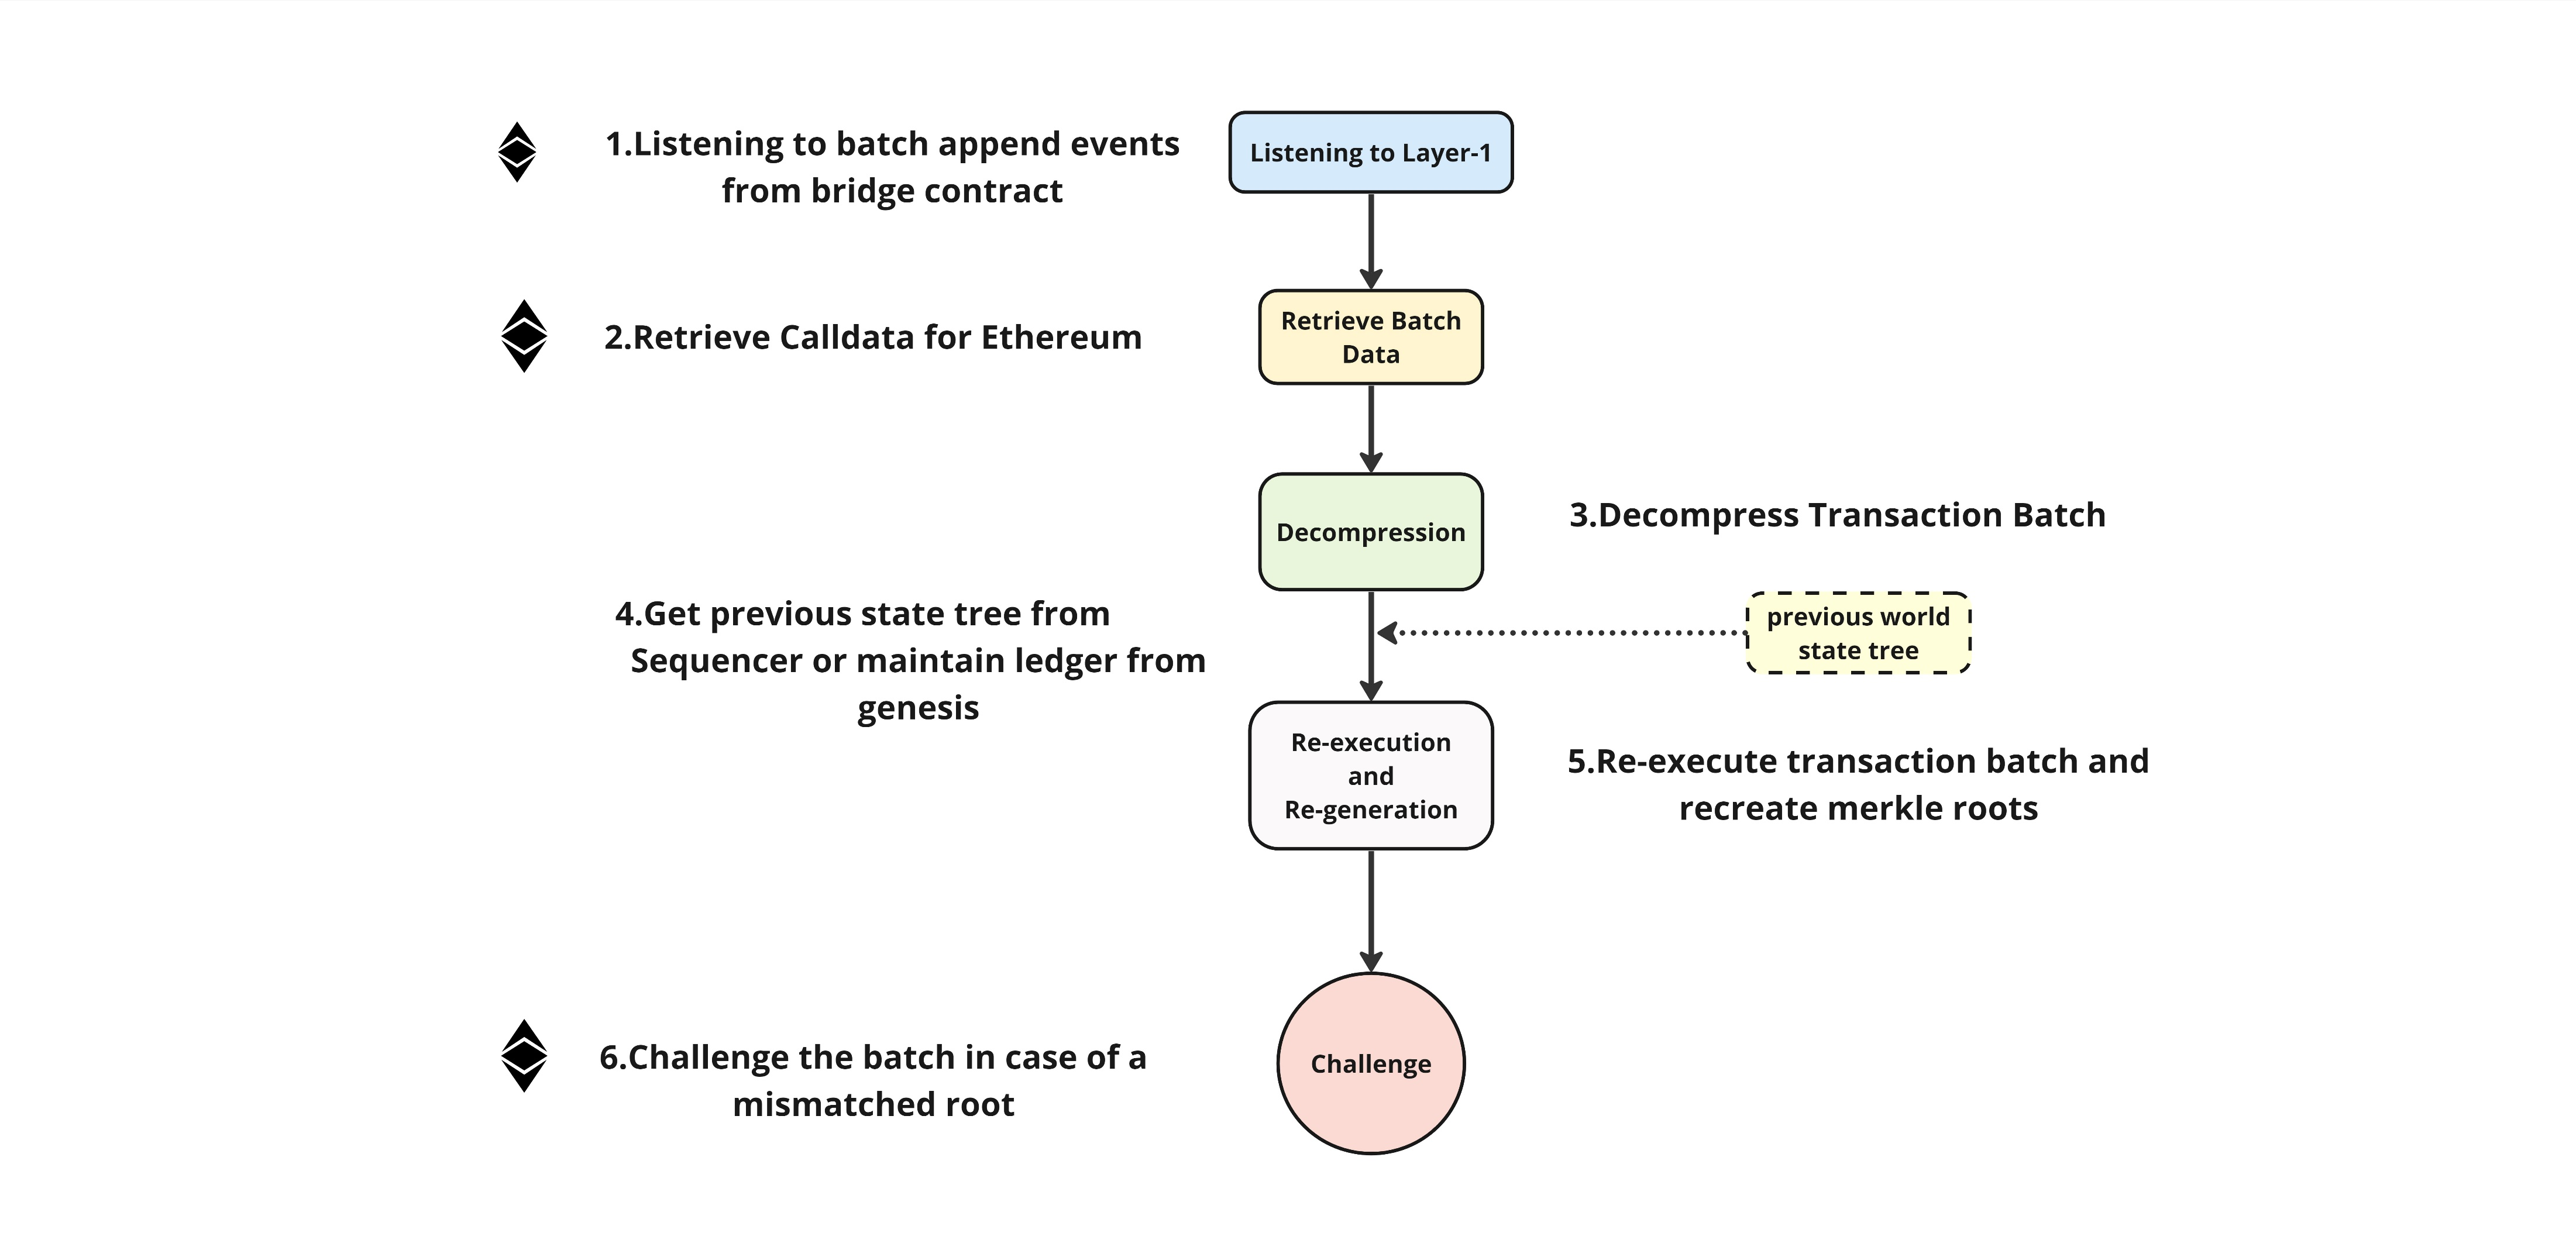 1.Listening to batch append events
from bridge contract
Listening to Layer-1
2.Retrieve Calldata for Ethereum
Retrieve Batch
Data
Decompression
3.Decompress Transaction Batch
4.Get previous state tree from
Sequencer or maintain ledger from
genesis
previous world
state tree
Re-execution
and
Re-generation
5.Re-execute transaction batch and
recreate merkle roots
6.Challenge the batch in case of a
mismatched root
Challenge